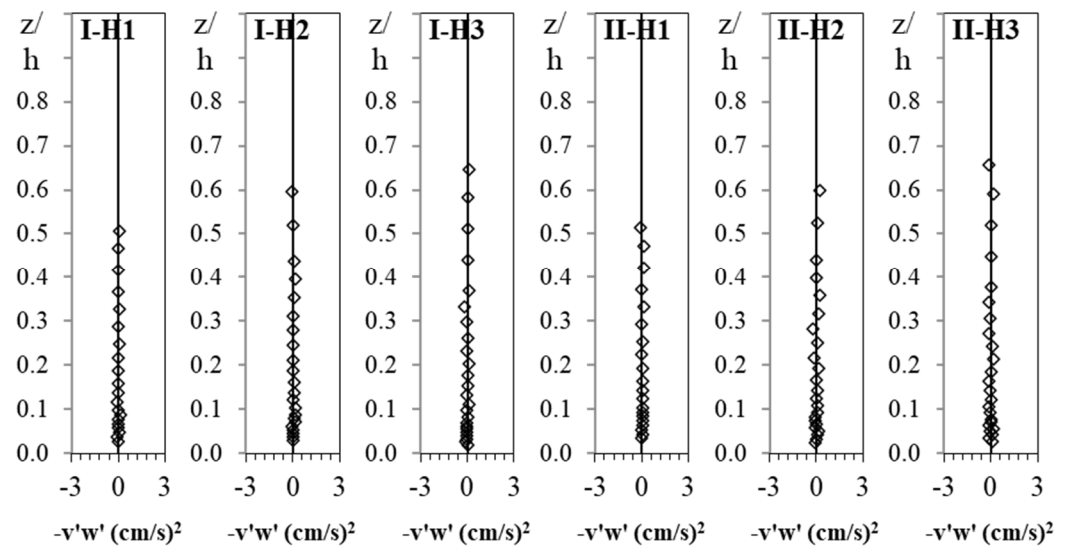 z/ I-H1 z/ I-H2 z/ I-H3 z/ II-H1 z/ II-H2 z/ II-H3
h h h h h h
0.8 0.8 0.8 0.8 0.8 0.8
0.7 0.7 0.7 0.7 0.7 0.7
0.6 0.6 0.6 0.6 0.6 0.6
0.5 0.5 0.5 0.5 0.5 0.5
0.4 0.4 0.4 0.4 0.4 0.4
0.3 0.3 0.3 0.3 0.3 0.3
0.2 0.2 0.2 0.2 0.2 0.2
0.1 0.1 0.1 0.1 0.1 0.1
0.0 0.0 0.0 0.0 0.0 0.0
-3 0 3 -3 0 3 -3 0 3 -3 0 3 -3 0 3 -3 0 3
-v'w' (cm/s)² -v'w' (cm/s)² -v'w' (cm/s)² -v'w' (cm/s)² -v'w' (cm/s)² -v'w' (cm/s)²